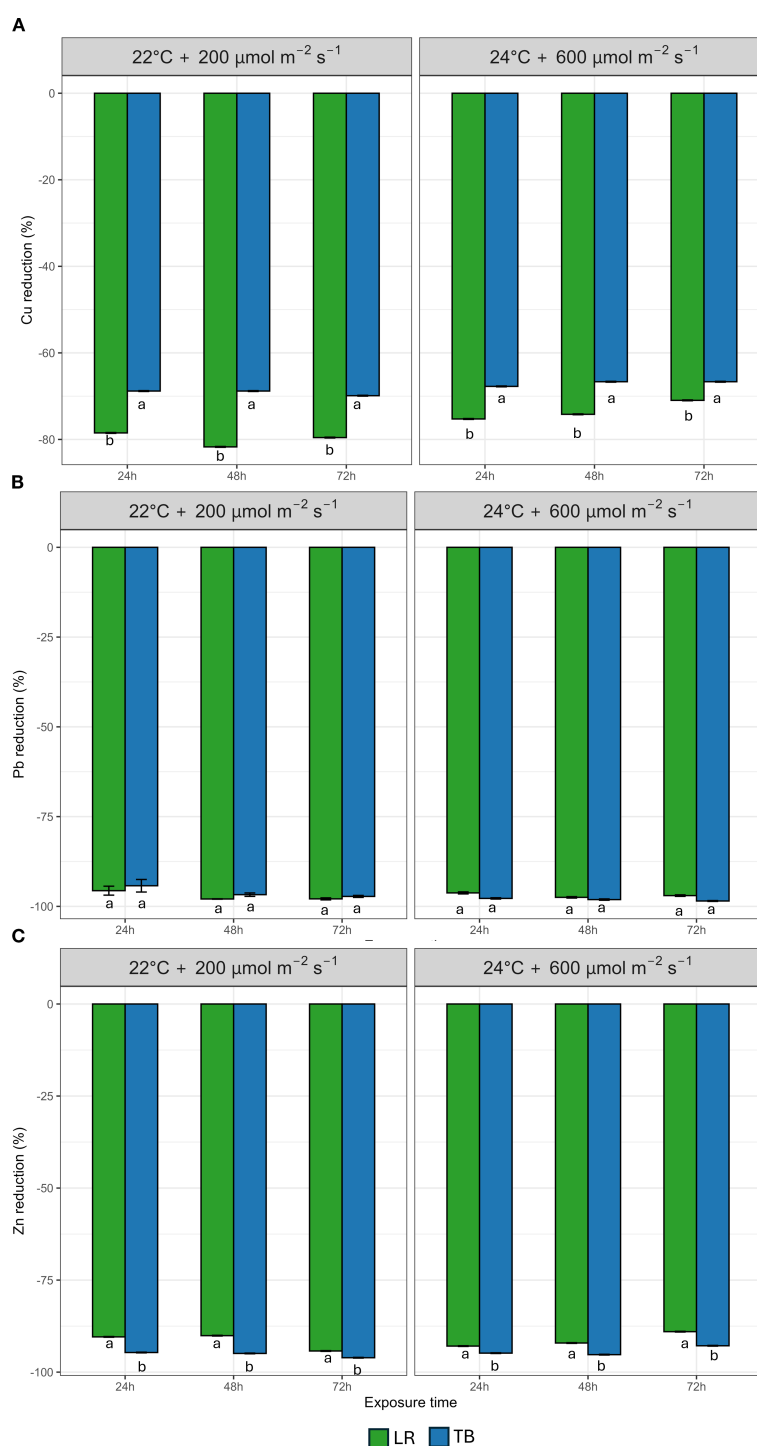 A
22°C + 200 μmol m⁻² s⁻¹ 24°C + 600 μmol m⁻² s⁻¹
Cu reduction (%)
0
-20
-40
-60
-80
b a b a b a b a b a b a
24h 48h 72h 24h 48h 72h
B
22°C + 200 μmol m⁻² s⁻¹ 24°C + 600 μmol m⁻² s⁻¹
Pb reduction (%)
0
-25
-50
-75
-100
a a a a a a a a a a a a
24h 48h 72h 24h 48h 72h
C
22°C + 200 μmol m⁻² s⁻¹ 24°C + 600 μmol m⁻² s⁻¹
Zn reduction (%)
0
-25
-50
-75
-100
a b a b a b a b a b a b
24h 48h 72h 24h 48h 72h
Exposure time
LR TB